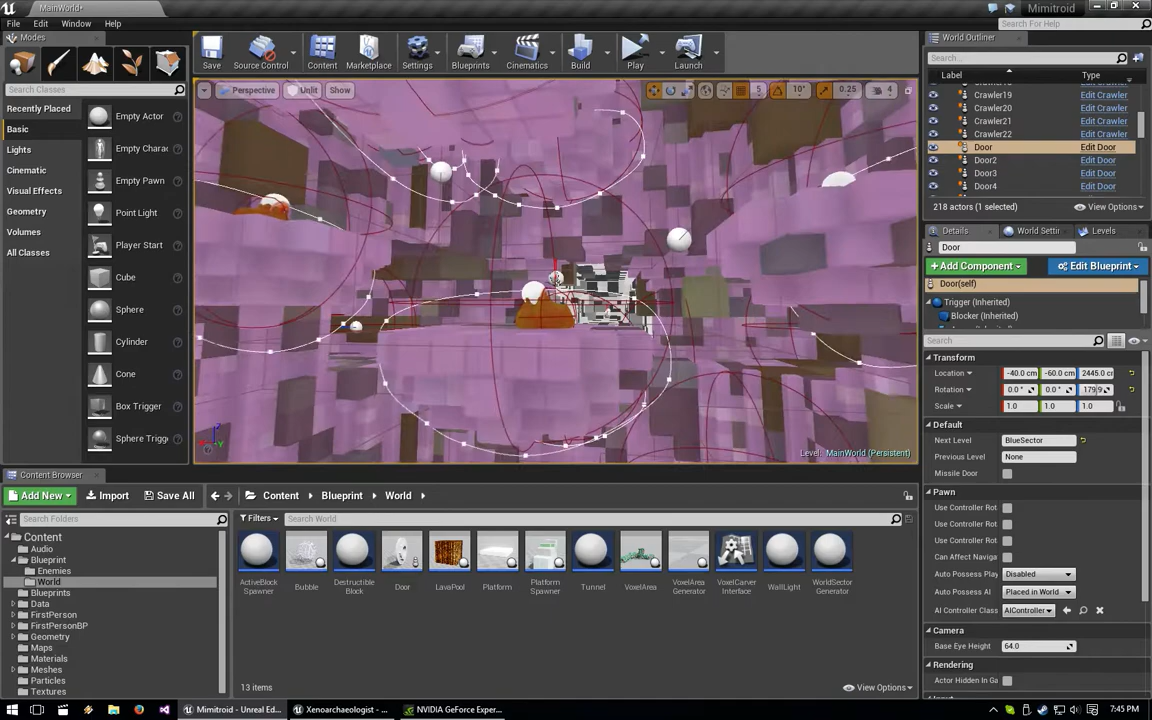 MainWorld*
Mimitroid
File Edit Window Help
Search For Help
Modes
Search Classes
Recently Placed
Basic
Lights
Cinematic
Visual Effects
Geometry
Volumes
All Classes
Empty Actor
Empty Charac
Empty Pawn
Point Light
Player Start
Cube
Sphere
Cylinder
Cone
Box Trigger
Sphere Trigg
Save
Source Control
Content
Marketplace
Settings
Blueprints
Cinematics
Build
Play
Launch
Perspective
Unlit
Show
5
10°
0.25
4
Level: MainWorld (Persistent)
World Outliner
Search...
Label Type
Crawler19 Edit Crawler
Crawler20 Edit Crawler
Crawler21 Edit Crawler
Crawler22 Edit Crawler
Door Edit Door
Door2 Edit Door
Door3 Edit Door
Door4 Edit Door
218 actors (1 selected)
View Options
Details
World Settin
Levels
Door
+ Add Component
Edit Blueprint
Door(self)
Trigger (Inherited)
Blocker (Inherited)
Search
Transform
Location -40.0 cm -60.0 cm 2445.0 cr
Rotation 0.0 ° 0.0 ° 179.9
Scale 1.0 1.0 1.0
Default
Next Level BlueSector
Previous Level None
Missile Door
Pawn
Use Controller Rot
Use Controller Rot
Use Controller Rot
Can Affect Naviga
Auto Possess Play Disabled
Auto Possess AI Placed in World
AI Controller Class AIController
Camera
Base Eye Height 64.0
Rendering
Actor Hidden In Ga
Content Browser
Add New
Import
Save All
Content
Blueprint
World
Search Folders
Filters
Search World
Content
Audio
Blueprint
Enemies
World
Blueprints
Data
FirstPerson
FirstPersonBP
Geometry
Maps
Materials
Meshes
Particles
Textures
ActiveBlock
Spawner
Bubble
Destructible
Block
Door
LavaPool
Platform
Platform
Spawner
Tunnel
VoxelArea
VoxelArea
Generator
VoxelCarver
Interface
WallLight
WorldSector
Generator
13 items
View Options
Mimitroid - Unreal Ed...
Xenoarchaeologist - ...
NVIDIA GeForce Exper...
7:45 PM